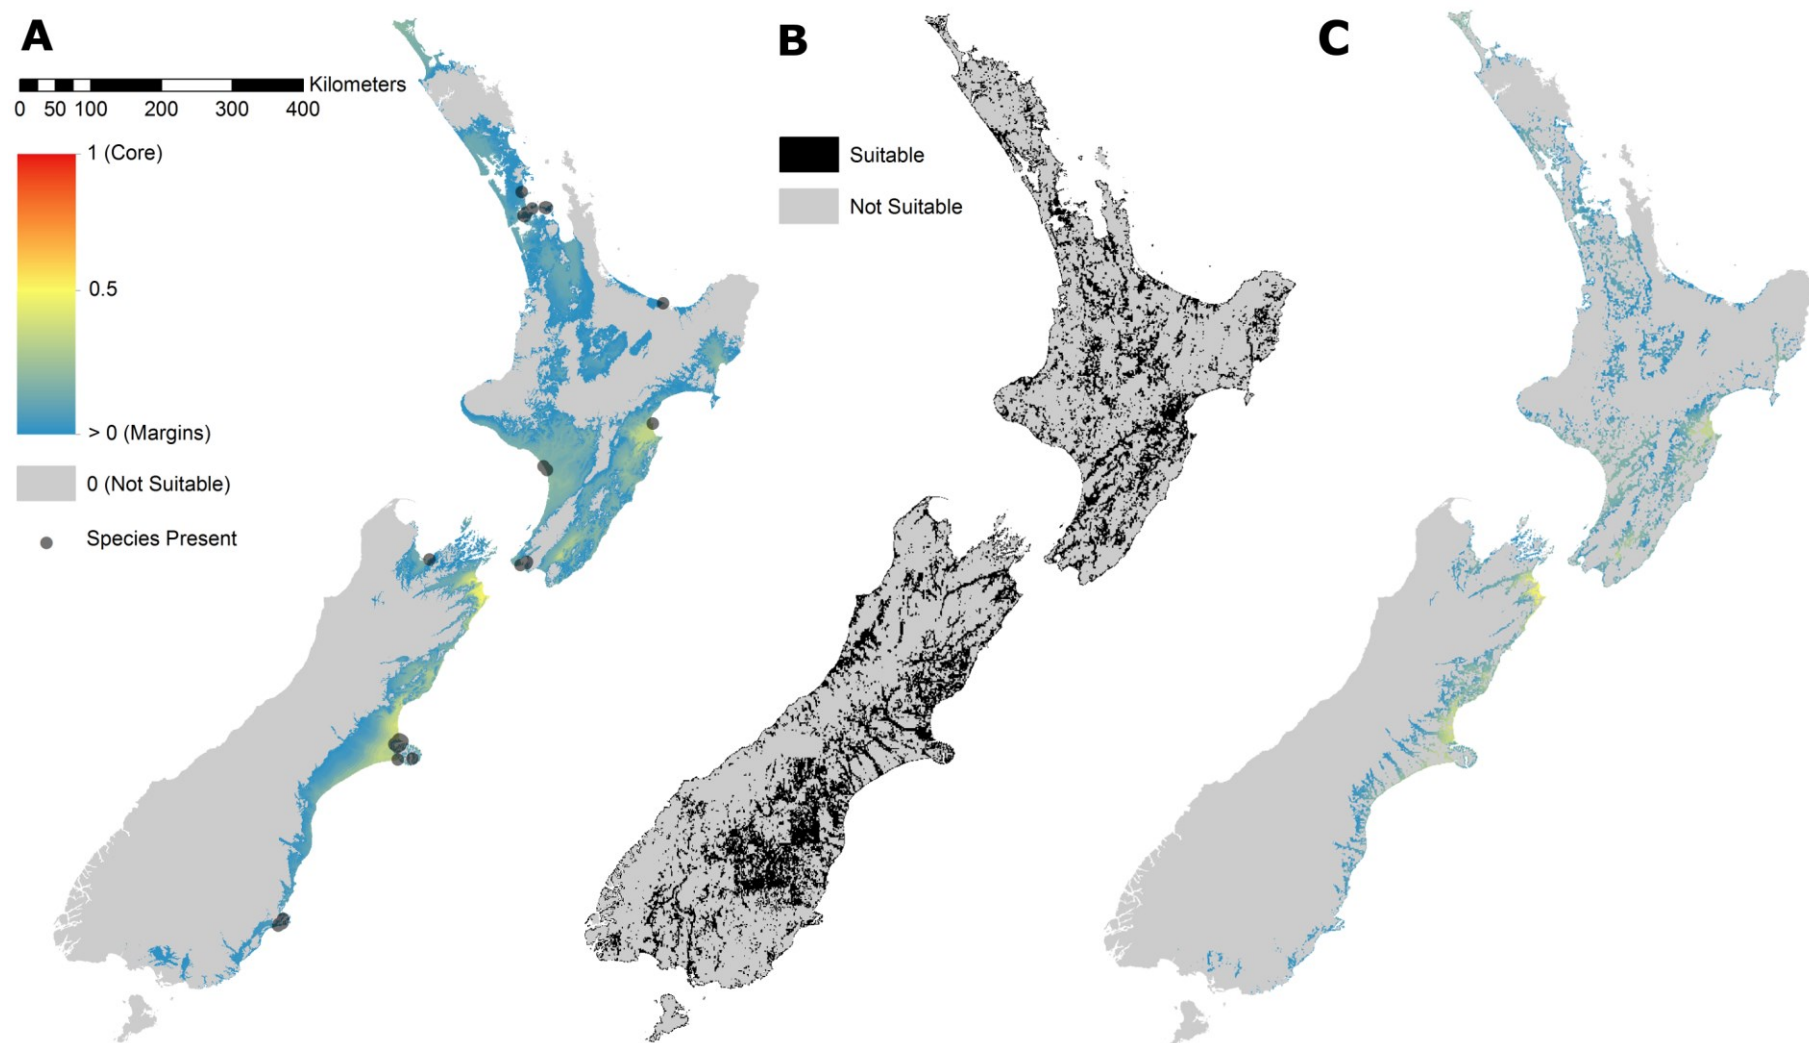 A
B
C
Kilometers
0 50 100 200 300 400
1 (Core)
0.5
> 0 (Margins)
0 (Not Suitable)
Species Present
Suitable
Not Suitable